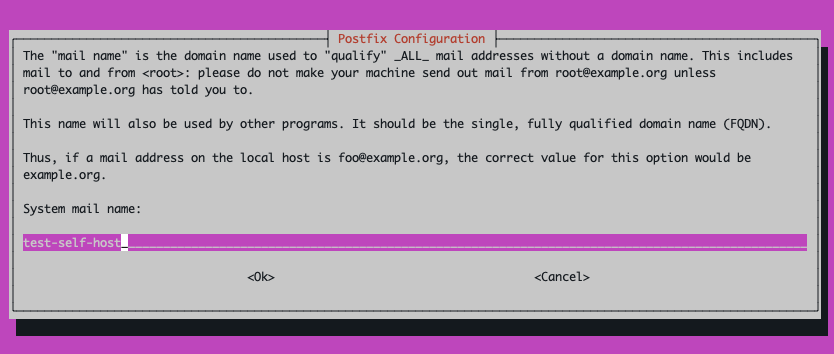 Postfix Configuration
The "mail name" is the domain name used to "qualify" _ALL_ mail addresses without a domain name. This includes
mail to and from <root>: please do not make your machine send out mail from root@example.org unless
root@example.org has told you to.
This name will also be used by other programs. It should be the single, fully qualified domain name (FQDN).
Thus, if a mail address on the local host is foo@example.org, the correct value for this option would be
example.org.
System mail name:
test-self-host
<Ok> <Cancel>